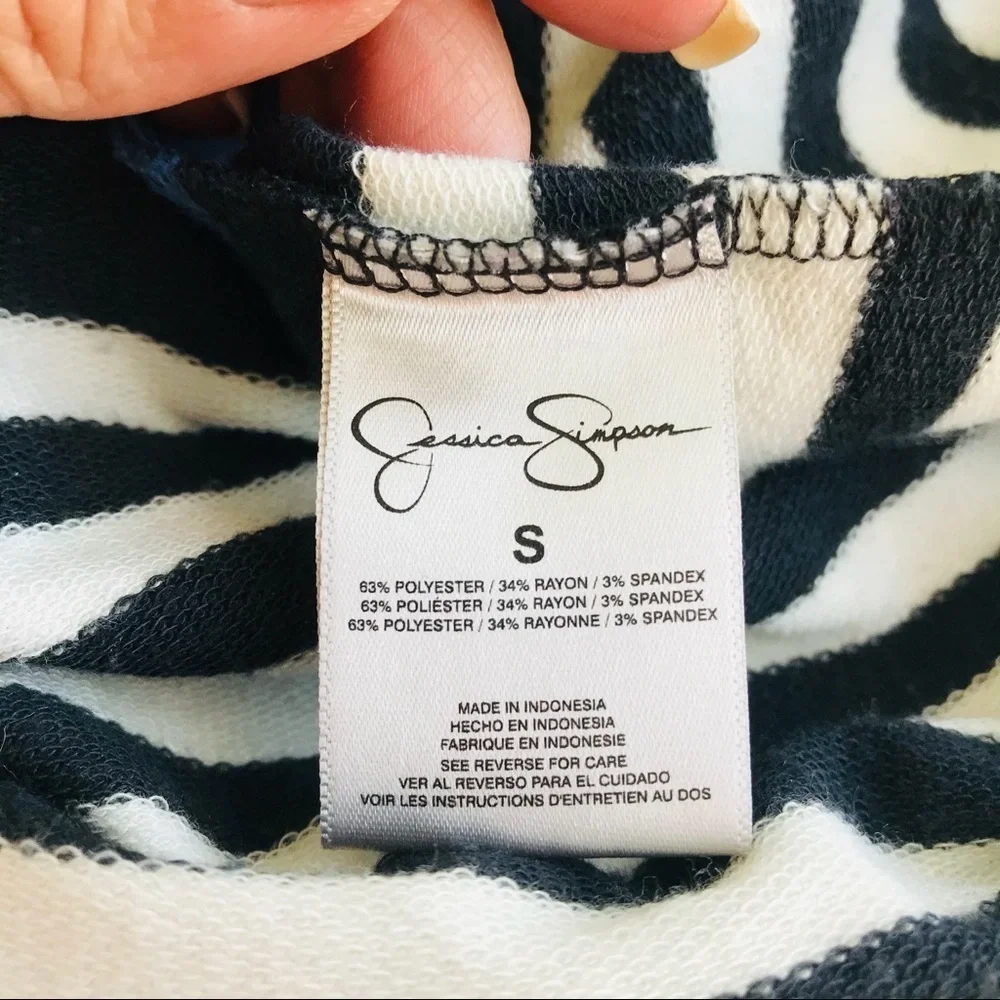 Jessica Simpson
S
63% POLYESTER / 34% RAYON / 3% SPANDEX
63% POLIÉSTER / 34% RAYON / 3% SPANDEX
63% POLYESTER / 34% RAYONNE / 3% SPANDEX
MADE IN INDONESIA
HECHO EN INDONESIA
FABRIQUE EN INDONESIE
SEE REVERSE FOR CARE
VER AL REVERSO PARA EL CUIDADO
VOIR LES INSTRUCTIONS D'ENTRETIEN AU DOS